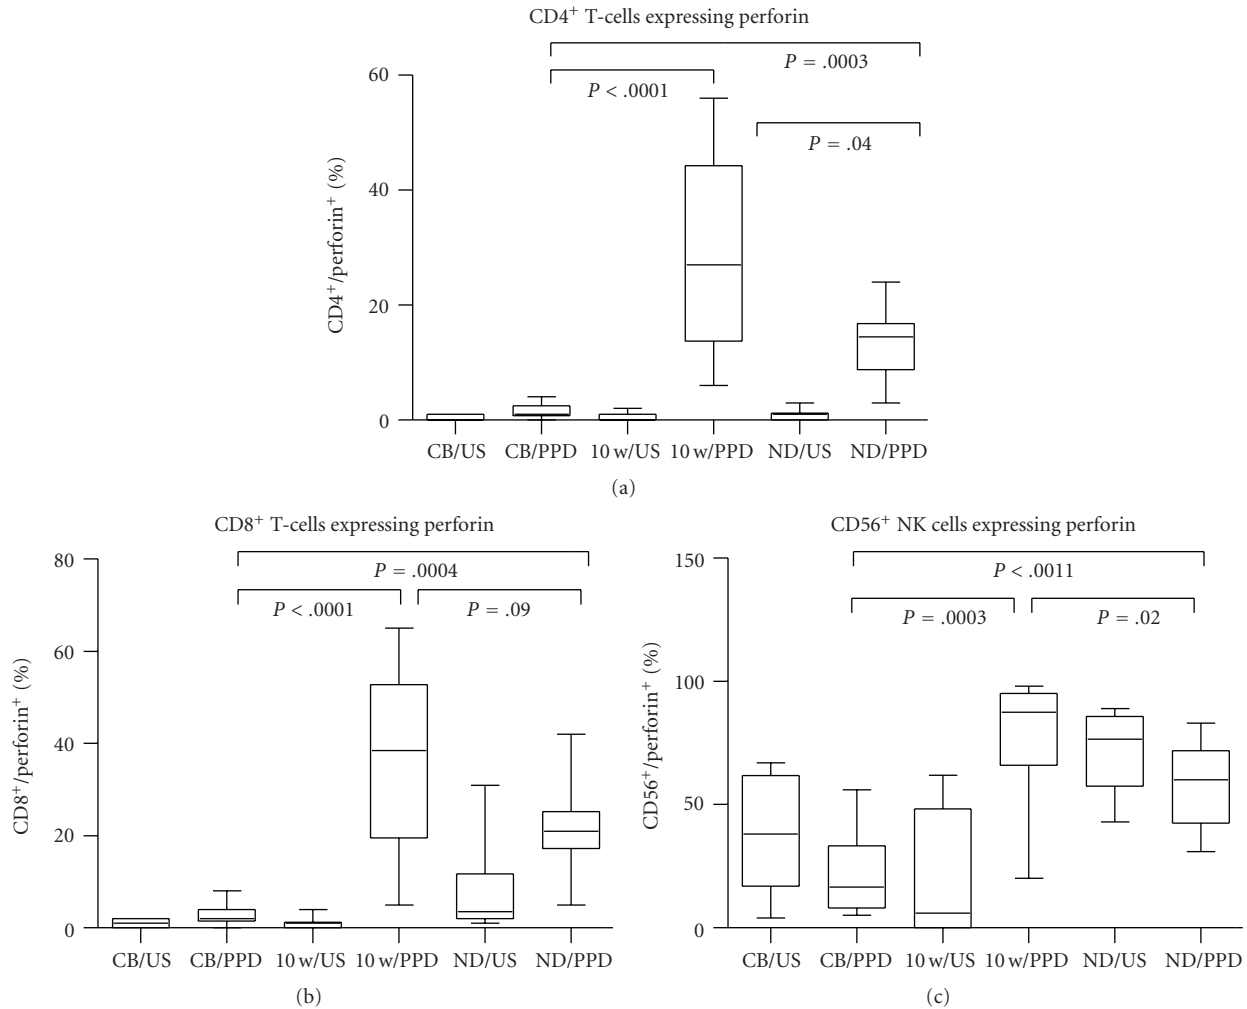 CD4+ T-cells expressing perforin
P = .0003
P < .0001
P = .04
CD4+/perforin+ (%)
60
40
20
0
CB/US CB/PPD 10 w/US 10 w/PPD ND/US ND/PPD
(a)
CD8+ T-cells expressing perforin
P = .0004
P < .0001 P = .09
CD8+/perforin+ (%)
80
60
40
20
0
CB/US CB/PPD 10 w/US 10 w/PPD ND/US ND/PPD
(b)
CD56+ NK cells expressing perforin
P < .0011
P = .0003 P = .02
CD56+/perforin+ (%)
150
100
50
0
CB/US CB/PPD 10 w/US 10 w/PPD ND/US ND/PPD
(c)